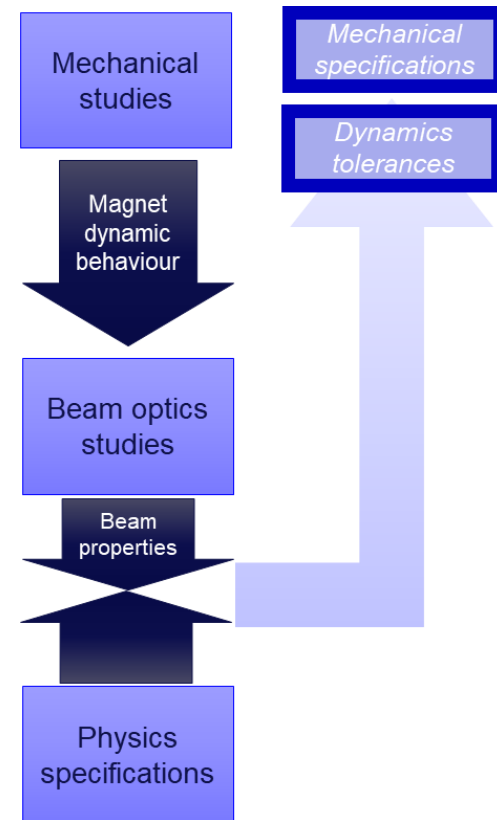 Mechanical
studies
Mechanical
specifications
Dynamics
tolerances
Magnet
dynamic
behaviour
Beam optics
studies
Beam
properties
Physics
specifications